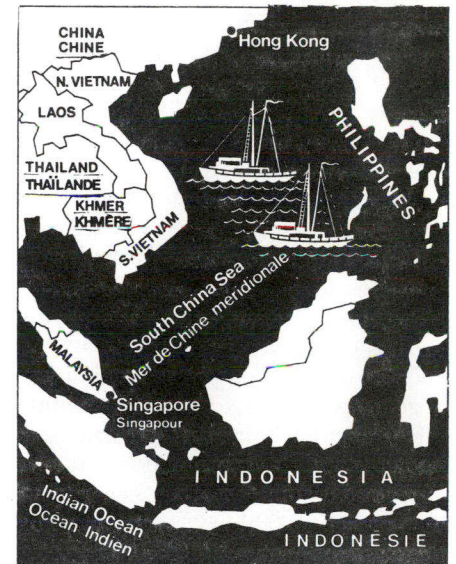 CHINA
CHINE
Hong Kong
N. VIETNAM
LAOS
PHILIPPINES
THAILAND
THAÏLANDE
KHMER
KHMÈRE
S. VIETNAM
South China Sea
Mer de Chine méridionale
MALAYSIA
Singapore
Singapour
INDONESIA
Indian Ocean
Océan Indien
INDONÉSIE